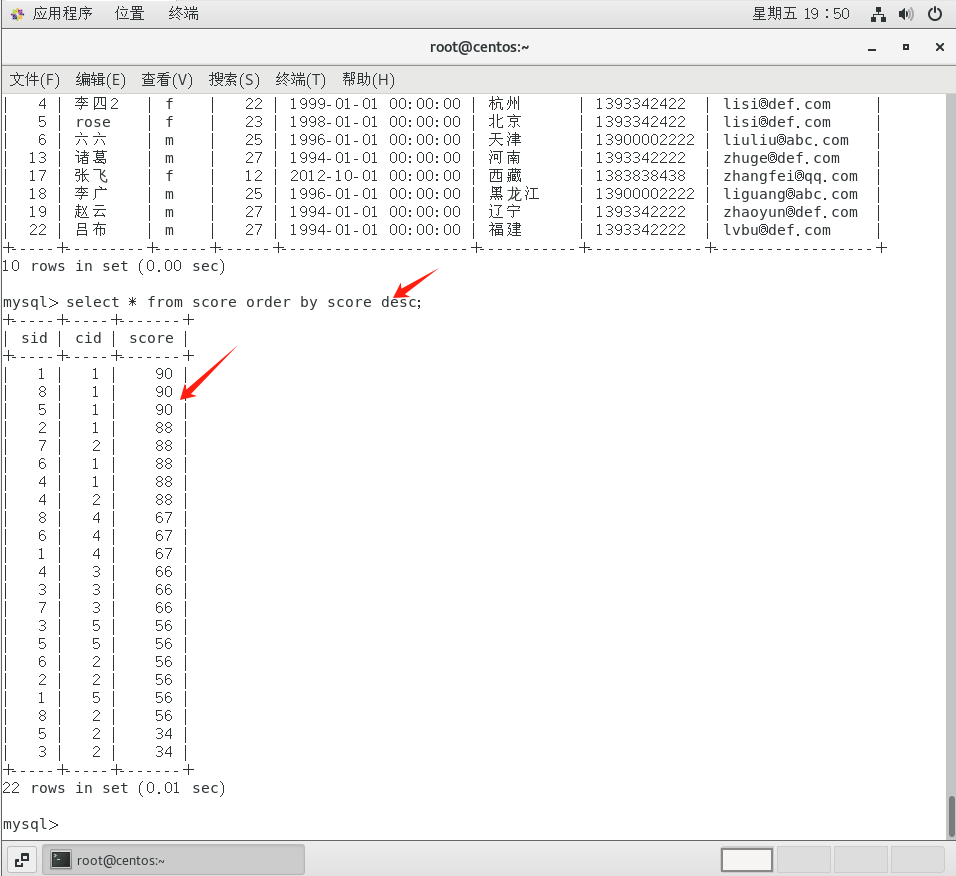 应用程序 位置 终端 星期五 19：50
root@centos:~
文件(F) 编辑(E) 查看(V) 搜索(S) 终端(T) 帮助(H)
| 4 | 李四2 | f | 22 | 1999-01-01 00:00:00 | 杭州 | 1393342422 | lisi@def.com |
| 5 | rose | f | 23 | 1998-01-01 00:00:00 | 北京 | 1393342422 | lisi@def.com |
| 6 | 六六 | m | 25 | 1996-01-01 00:00:00 | 天津 | 13900002222 | liuliu@abc.com |
| 13 | 诸葛 | m | 27 | 1994-01-01 00:00:00 | 河南 | 1393342222 | zhuge@def.com |
| 17 | 张飞 | f | 12 | 2012-10-01 00:00:00 | 西藏 | 1383838438 | zhangfei@qq.com |
| 18 | 李广 | m | 25 | 1996-01-01 00:00:00 | 黑龙江 | 13900002222 | liguang@abc.com |
| 19 | 赵云 | m | 27 | 1994-01-01 00:00:00 | 辽宁 | 1393342222 | zhaoyun@def.com |
| 22 | 吕布 | m | 27 | 1994-01-01 00:00:00 | 福建 | 1393342222 | lvbu@def.com |
+-----+---------+------+------+---------------------+-----------+-------------+------------------+
10 rows in set (0.00 sec)
mysql> select * from score order by score desc;
+-----+-----+-------+
| sid | cid | score |
+-----+-----+-------+
| 1 | 1 | 90 |
| 8 | 1 | 90 |
| 5 | 1 | 90 |
| 2 | 1 | 88 |
| 7 | 2 | 88 |
| 6 | 1 | 88 |
| 4 | 1 | 88 |
| 4 | 2 | 88 |
| 8 | 4 | 67 |
| 6 | 4 | 67 |
| 1 | 4 | 67 |
| 4 | 3 | 66 |
| 3 | 3 | 66 |
| 7 | 3 | 66 |
| 3 | 5 | 56 |
| 5 | 5 | 56 |
| 6 | 2 | 56 |
| 2 | 2 | 56 |
| 1 | 5 | 56 |
| 8 | 2 | 56 |
| 5 | 2 | 34 |
| 3 | 2 | 34 |
+-----+-----+-------+
22 rows in set (0.01 sec)
mysql>
root@centos:~